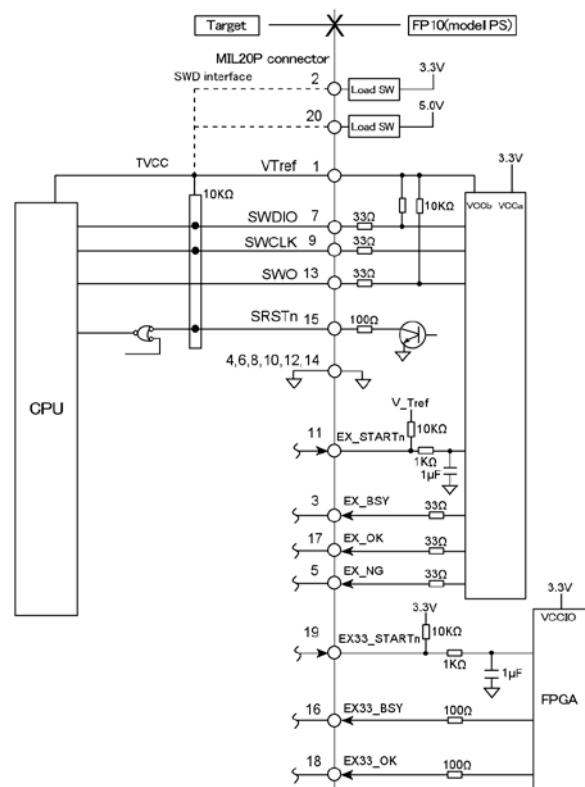 Target
FP10(modell PS)
MIL20P connector
SWD interface
2
3.3V
Load SW
20
5.0V
Load SW
TVCC
VTref
1
3.3V
10KΩ
10KΩ
VCCb VCCa
SWDIO
7
33Ω
SWCLK
9
33Ω
SWO
13
33Ω
SRSTn
15
100Ω
4,6,8,10,12,14
CPU
V_Tref
10KΩ
11
EX_STARTn
1KΩ
1μF
3
EX_BSY
33Ω
17
EX_OK
33Ω
5
EX_NG
33Ω
3.3V
3.3V
VCCIO
19
10KΩ
EX33_STARTn
1KΩ
1μF
FPGA
16
EX33_BSY
100Ω
18
EX33_OK
100Ω